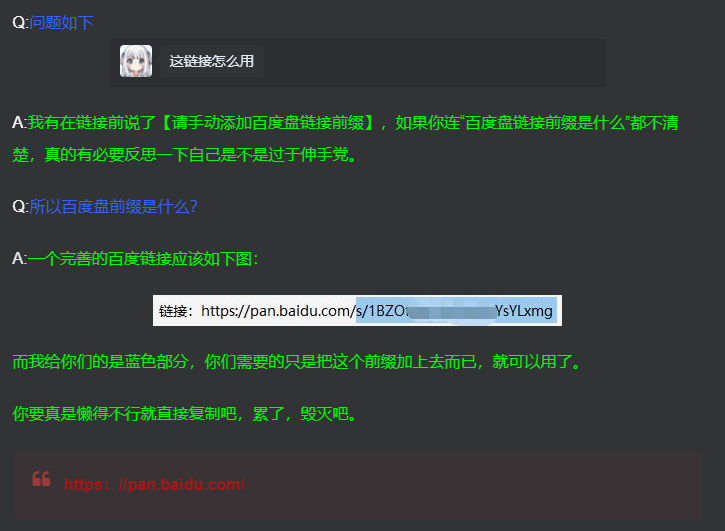 Q:问题如下
这链接怎么用
A:我有在链接前说了【请手动添加百度盘链接前缀】，如果你连“百度盘链接前缀是什么”都不清
楚，真的有必要反思一下自己是不是过于伸手党。
Q:所以百度盘前缀是什么？
A:一个完善的百度链接应该如下图：
链接：https://pan.baidu.com/s/1BZO YsYLxmg
而我给你们的是蓝色部分，你们需要的只是把这个前缀加上去而已，就可以用了。
你要真是懒得不行就直接复制吧，累了，毁灭吧。
https：//pan.baidu.com/